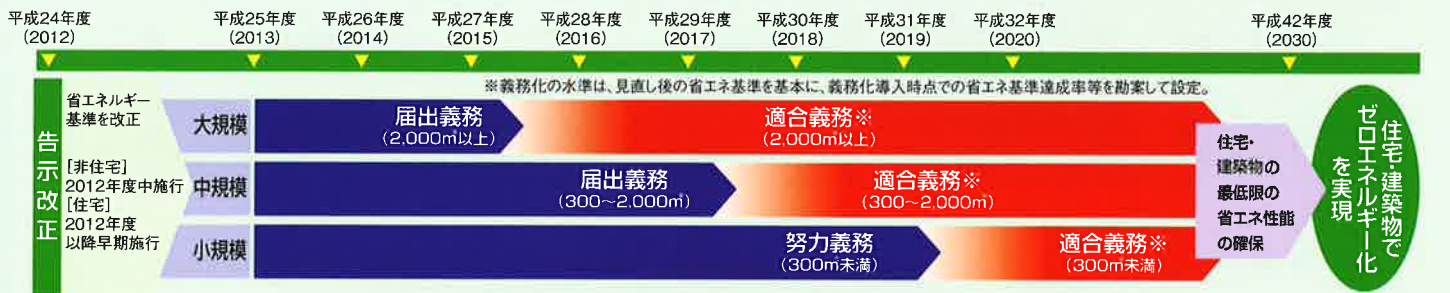 平成24年度
(2012)
平成25年度
(2013)
平成26年度
(2014)
平成27年度
(2015)
平成28年度
(2016)
平成29年度
(2017)
平成30年度
(2018)
平成31年度
(2019)
平成32年度
(2020)
平成42年度
(2030)
※義務化の水準は、見直し後の省エネ基準を基本に、義務化導入時点での省エネ基準達成率等を勘案して設定。
告示改正
省エネルギー
基準を改正
[非住宅]
2012年度中施行
[住宅]
2012年度
以降早期施行
大規模
届出義務
(2,000㎡以上)
適合義務※
(2,000㎡以上)
中規模
届出義務
(300～2,000㎡)
適合義務※
(300～2,000㎡)
小規模
努力義務
(300㎡未満)
適合義務※
(300㎡未満)
住宅・
建築物の
最低限の
省エネ性能
の確保
住宅・建築物で
ゼロエネルギー化
を実現